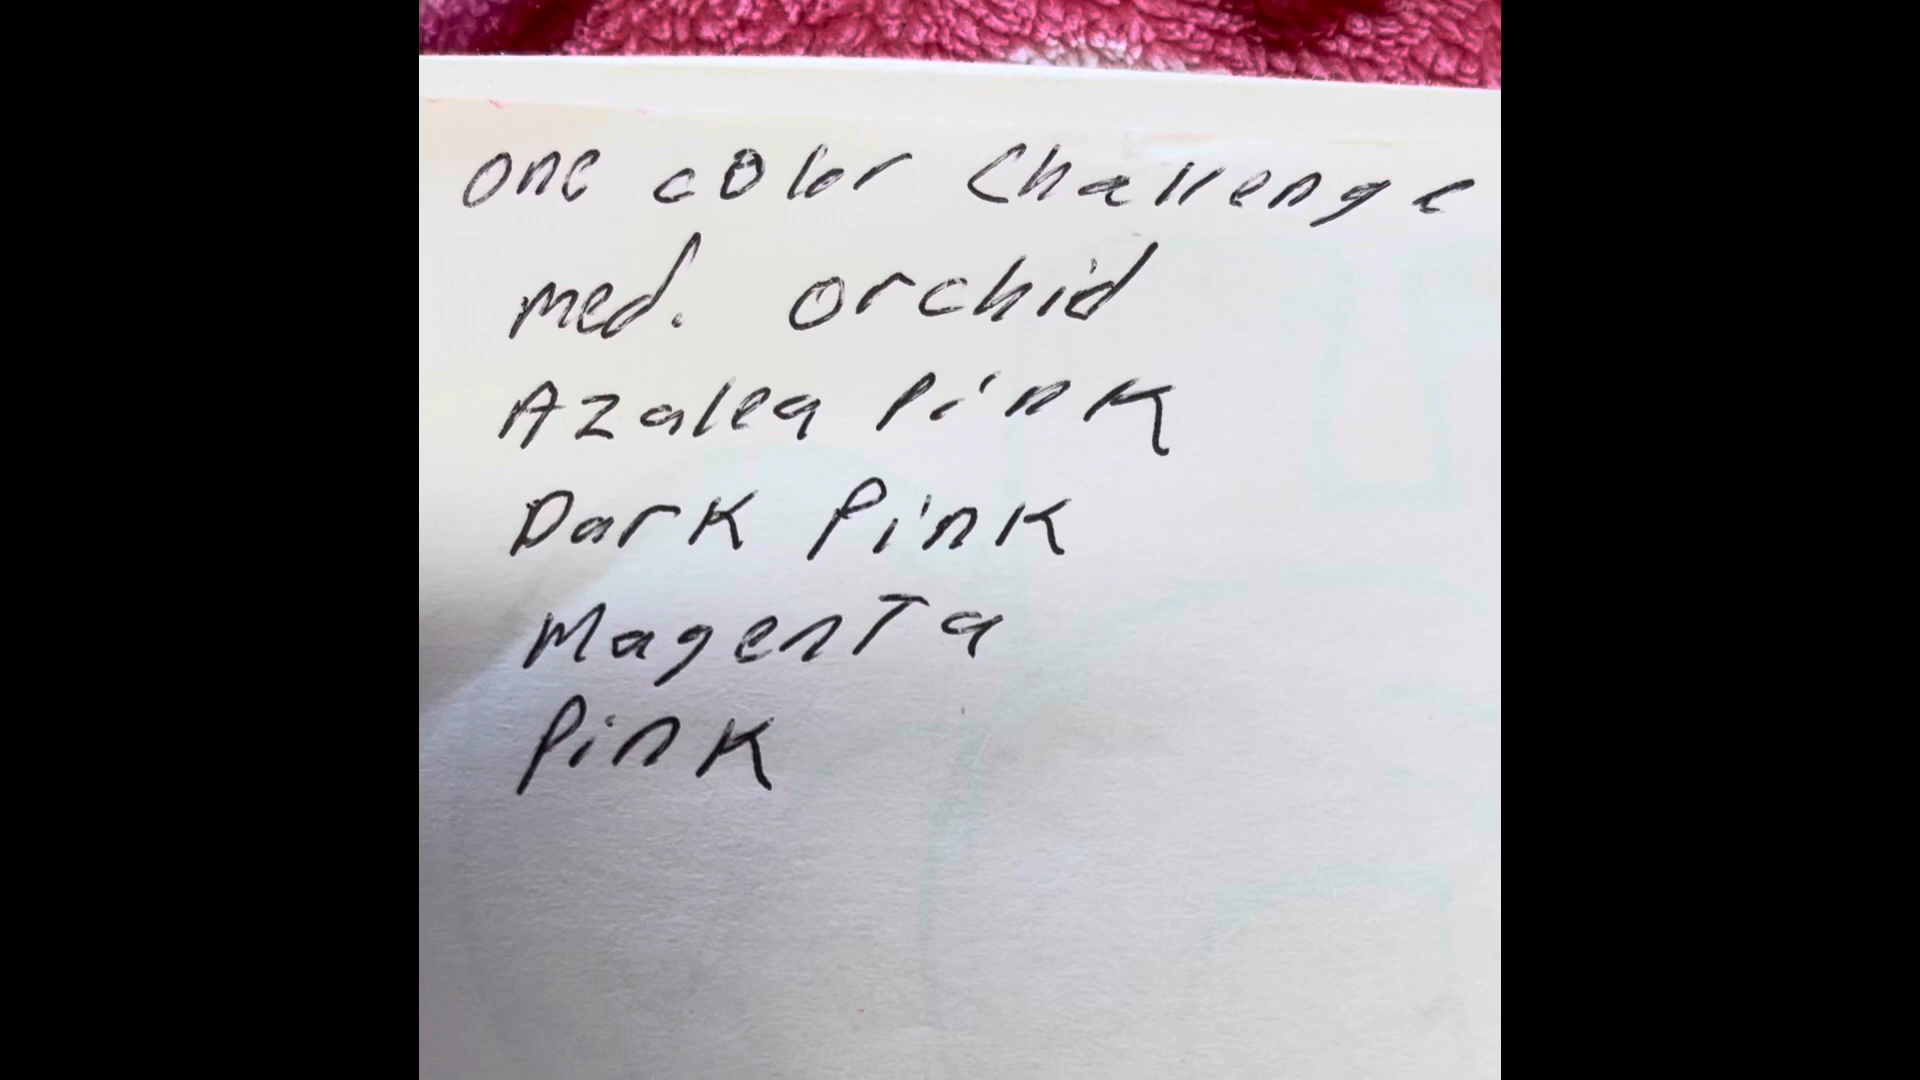 one color Challenge
med. orchid
Azalea Pink
Dark Pink
Magenta
Pink